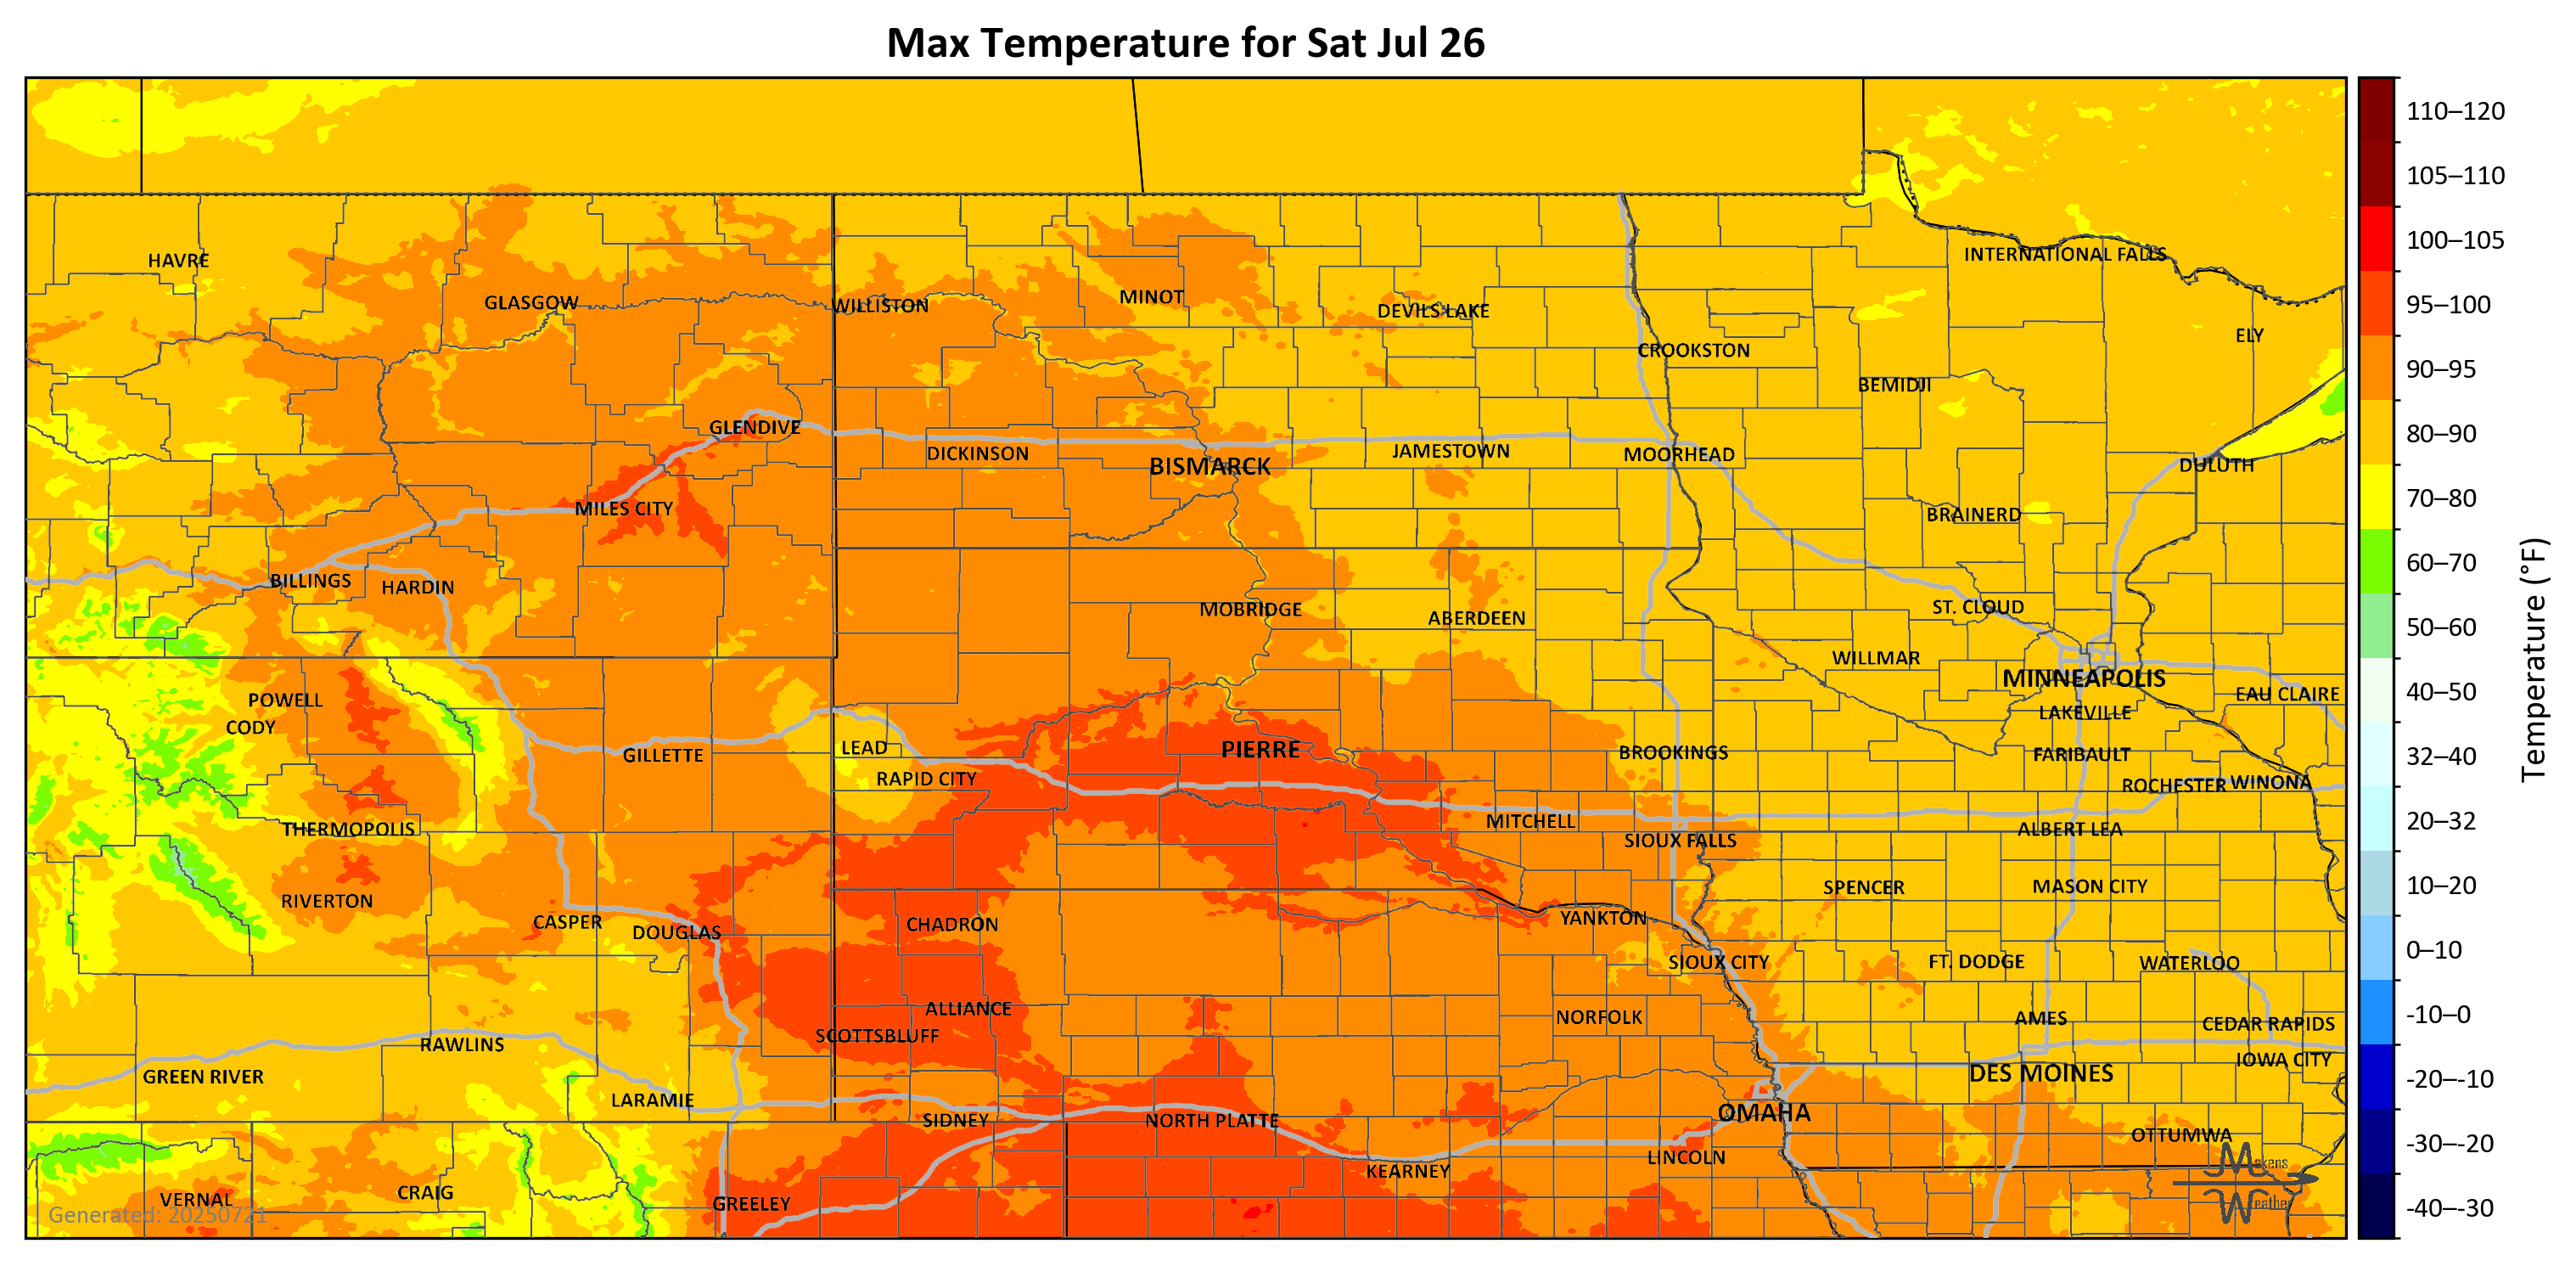 Max Temperature for Sat Jul 26
110–120
105–110
100–105
95–100
90–95
80–90
70–80
60–70
50–60
40–50
32–40
20–32
10–20
0–10
-10–0
-20–-10
-30–-20
-40–-30
Temperature (°F)
HAVRE
INTERNATIONAL FALLS
GLASGOW
WILLISTON
MINOT
DEVILS LAKE
ELY
CROOKSTON
BEMIDJI
GLENDIVE
DICKINSON
BISMARCK
JAMESTOWN
MOORHEAD
DULUTH
MILES CITY
BRAINERD
BILLINGS
HARDIN
MOBRIDGE
ABERDEEN
ST. CLOUD
WILLMAR
MINNEAPOLIS
POWELL
EAU CLAIRE
CODY
LAKEVILLE
GILLETTE
LEAD
PIERRE
BROOKINGS
FARIBAULT
RAPID CITY
ROCHESTER
WINONA
THERMOPOLIS
MITCHELL
SIOUX FALLS
ALBERT LEA
RIVERTON
SPENCER
MASON CITY
CASPER
DOUGLAS
CHADRON
YANKTON
SIOUX CITY
FT. DODGE
WATERLOO
ALLIANCE
NORFOLK
AMES
CEDAR RAPIDS
SCOTTSBLUFF
RAWLINS
IOWA CITY
GREEN RIVER
DES MOINES
LARAMIE
SIDNEY
NORTH PLATTE
OMAHA
OTTUMWA
LINCOLN
KEARNEY
VERNAL
CRAIG
GREELEY
Generated: 20250721
Makens
Weather